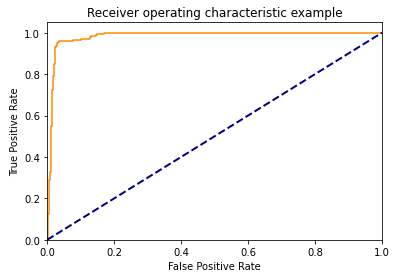 Receiver operating characteristic example
1.0
0.8
0.6
0.4
0.2
0.0
True Positive Rate
0.0 0.2 0.4 0.6 0.8 1.0
False Positive Rate